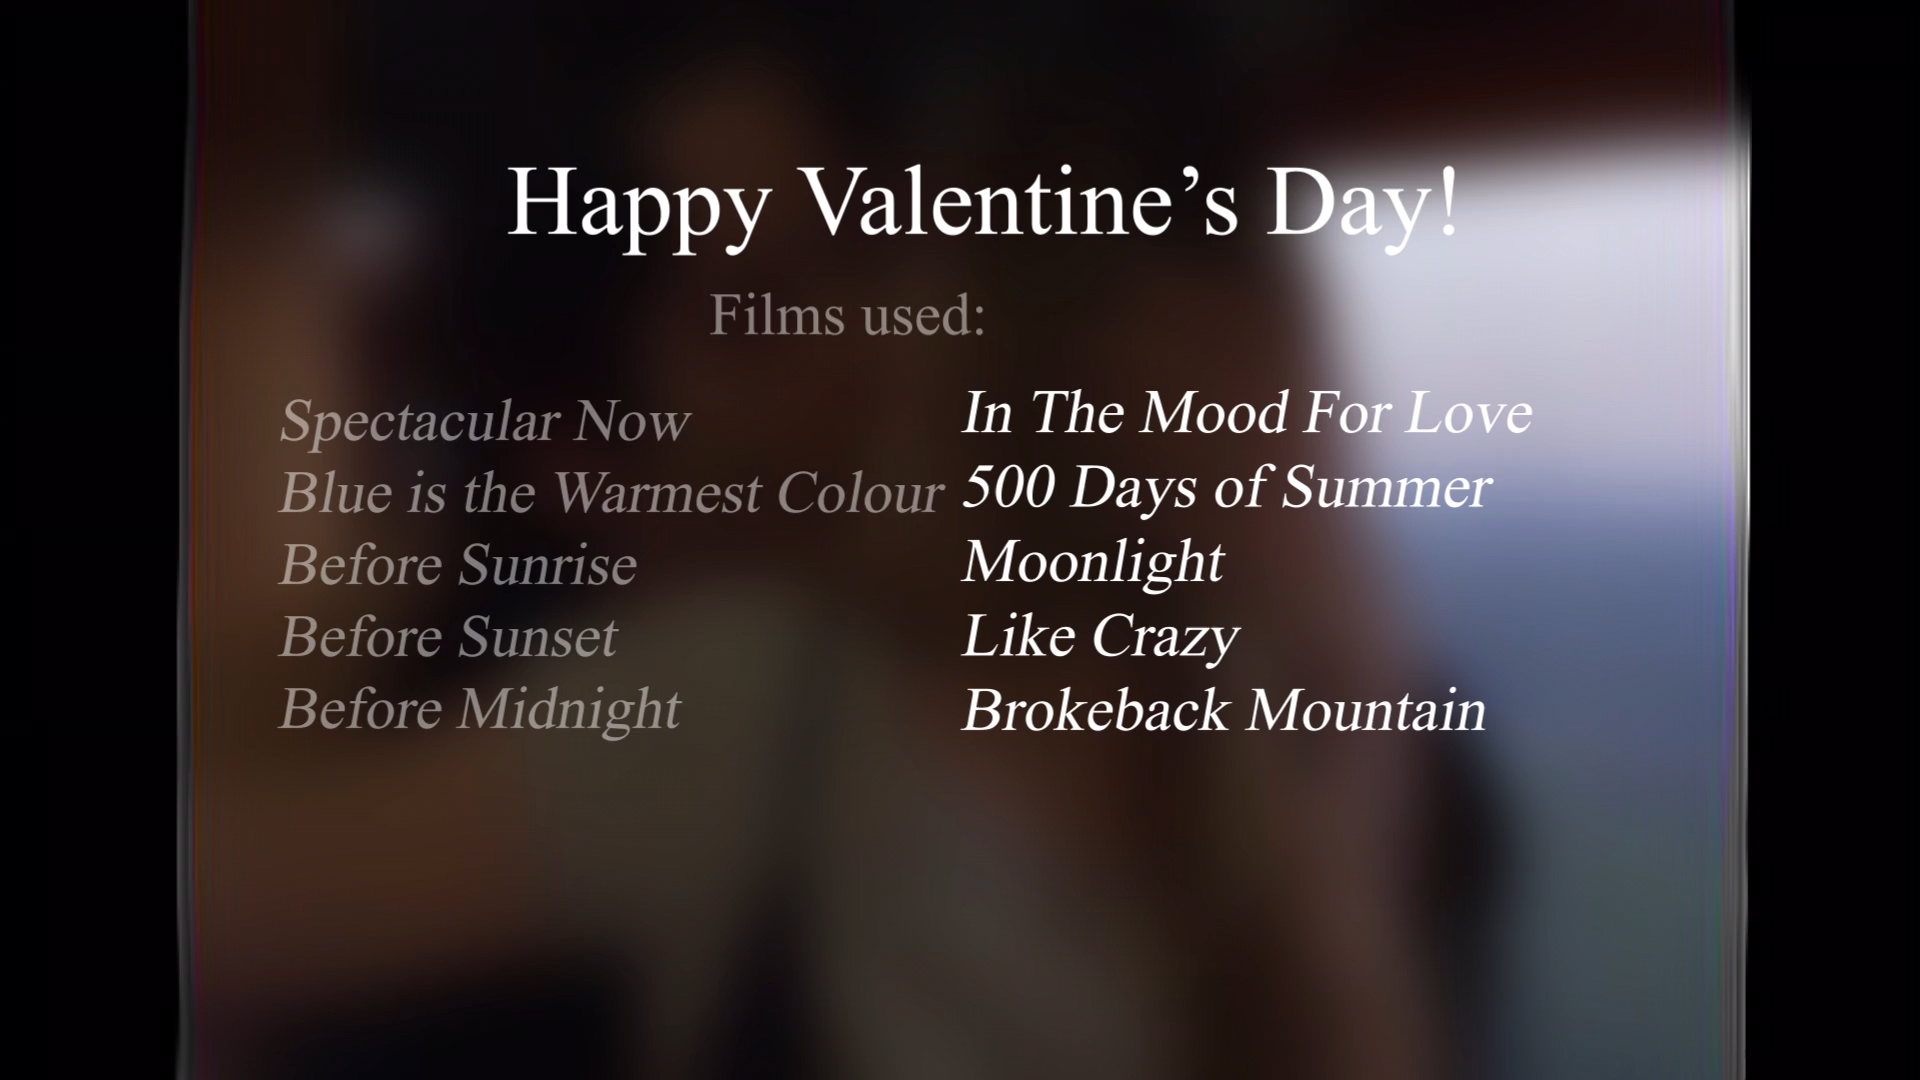 Happy Valentine’s Day!
Films used:
Spectacular Now
Blue is the Warmest Colour
Before Sunrise
Before Sunset
Before Midnight
In The Mood For Love
500 Days of Summer
Moonlight
Like Crazy
Brokeback Mountain